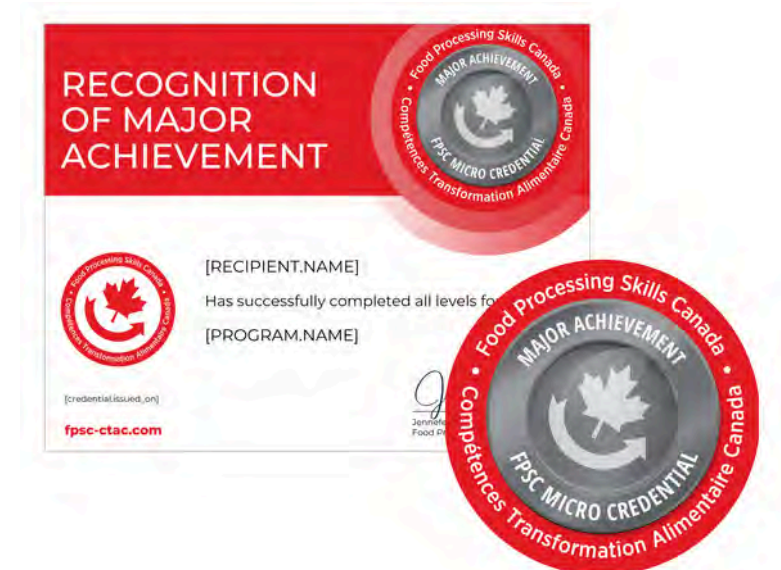 RECOGNITION
OF MAJOR
ACHIEVEMENT
Food Processing Skills Canada
MAJOR ACHIEVEMENT
FPSC MICRO CREDENTIAL
Compétences Transformation Alimentaire Canada
Food Processing Skills Canada
Compétences Transformation Alimentaire Canada
[RECIPIENT.NAME]
Has successfully completed all levels
[PROGRAM.NAME]
[credential.issued_on]
fpsc-ctac.com
Food
Food Processing Skills Canada
MAJOR ACHIEVEMENT
FPSC MICRO CREDENTIAL
Compétences Transformation Alimentaire Canada